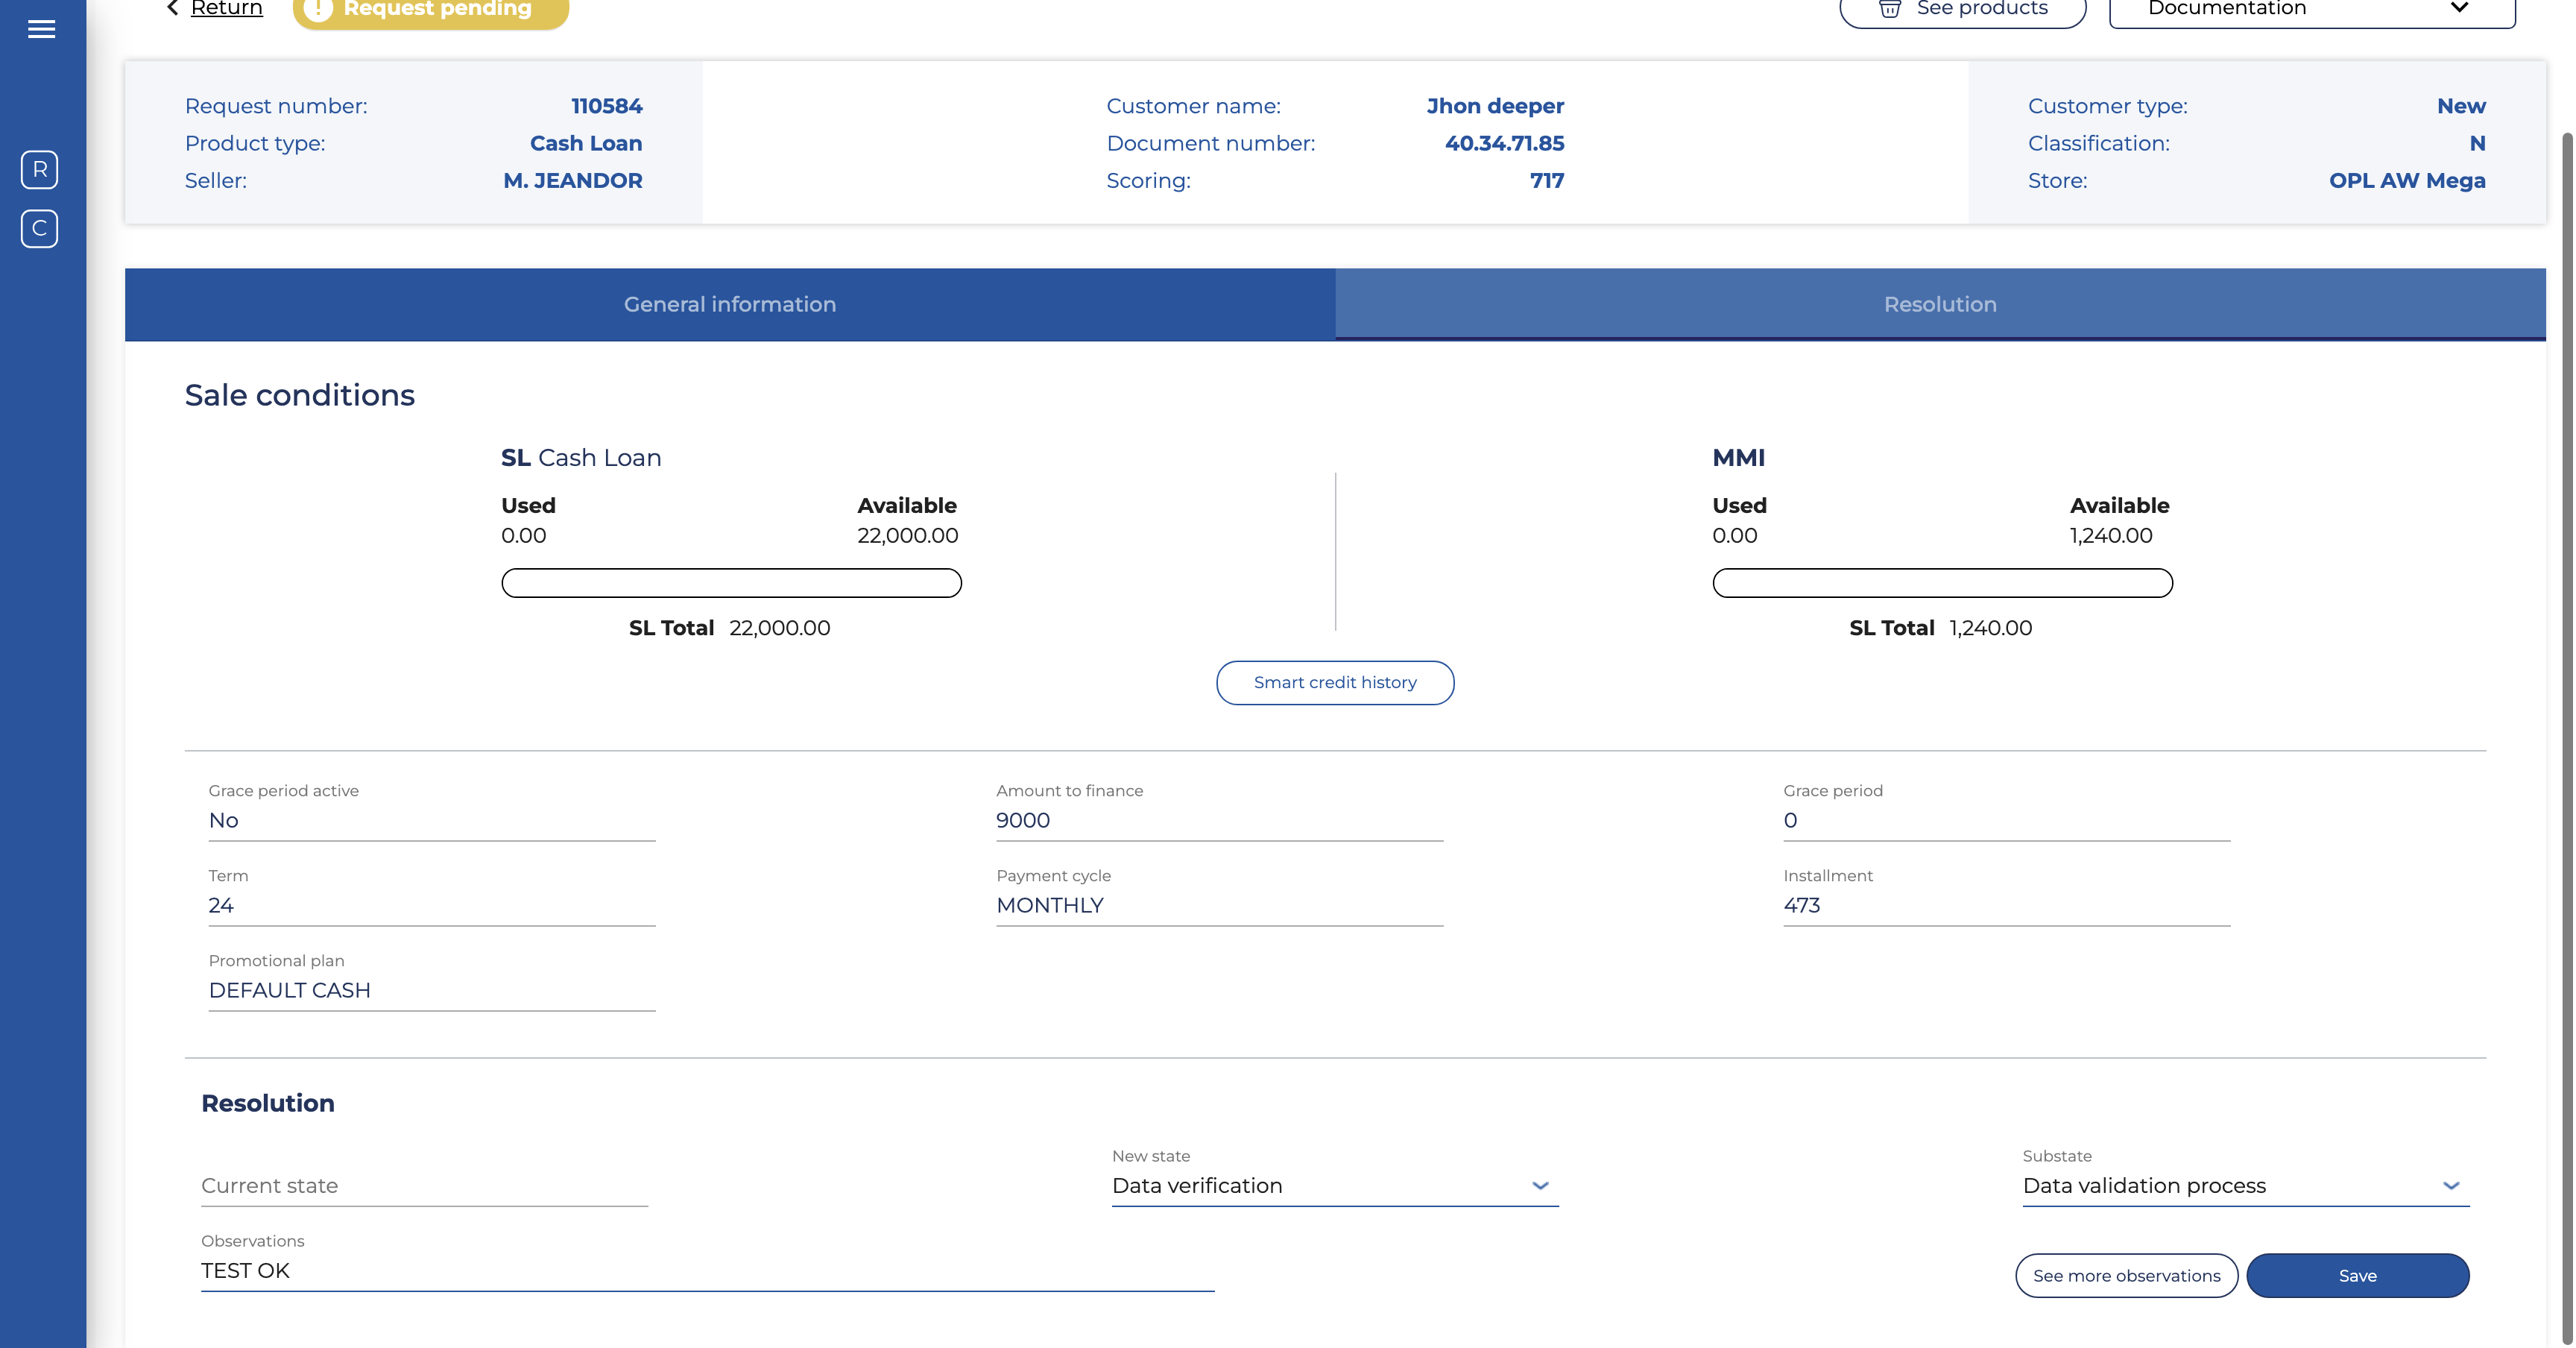 Return
Request pending
See products
Documentation
R
C
Request number: 110584
Product type: Cash Loan
Seller: M. JEANDOR
Customer name: Jhon deeper
Document number: 40.34.71.85
Scoring: 717
Customer type: New
Classification: N
Store: OPL AW Mega
General information
Resolution
Sale conditions
SL Cash Loan
Used Available
0.00 22,000.00
SL Total 22,000.00
MMI
Used Available
0.00 1,240.00
SL Total 1,240.00
Smart credit history
Grace period active
No
Amount to finance
9000
Grace period
0
Term
24
Payment cycle
MONTHLY
Installment
473
Promotional plan
DEFAULT CASH
Resolution
Current state
New state
Data verification
Substate
Data validation process
Observations
TEST OK
See more observations
Save